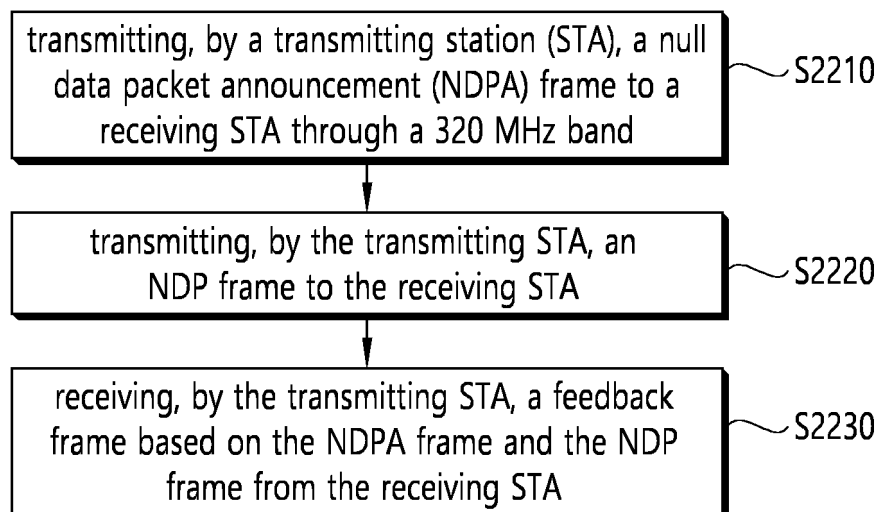 transmitting, by a transmitting station (STA), a null
data packet announcement (NDPA) frame to a
receiving STA through a 320 MHz band
S2210
transmitting, by the transmitting STA, an
NDP frame to the receiving STA
S2220
receiving, by the transmitting STA, a feedback
frame based on the NDPA frame and the NDP
frame from the receiving STA
S2230